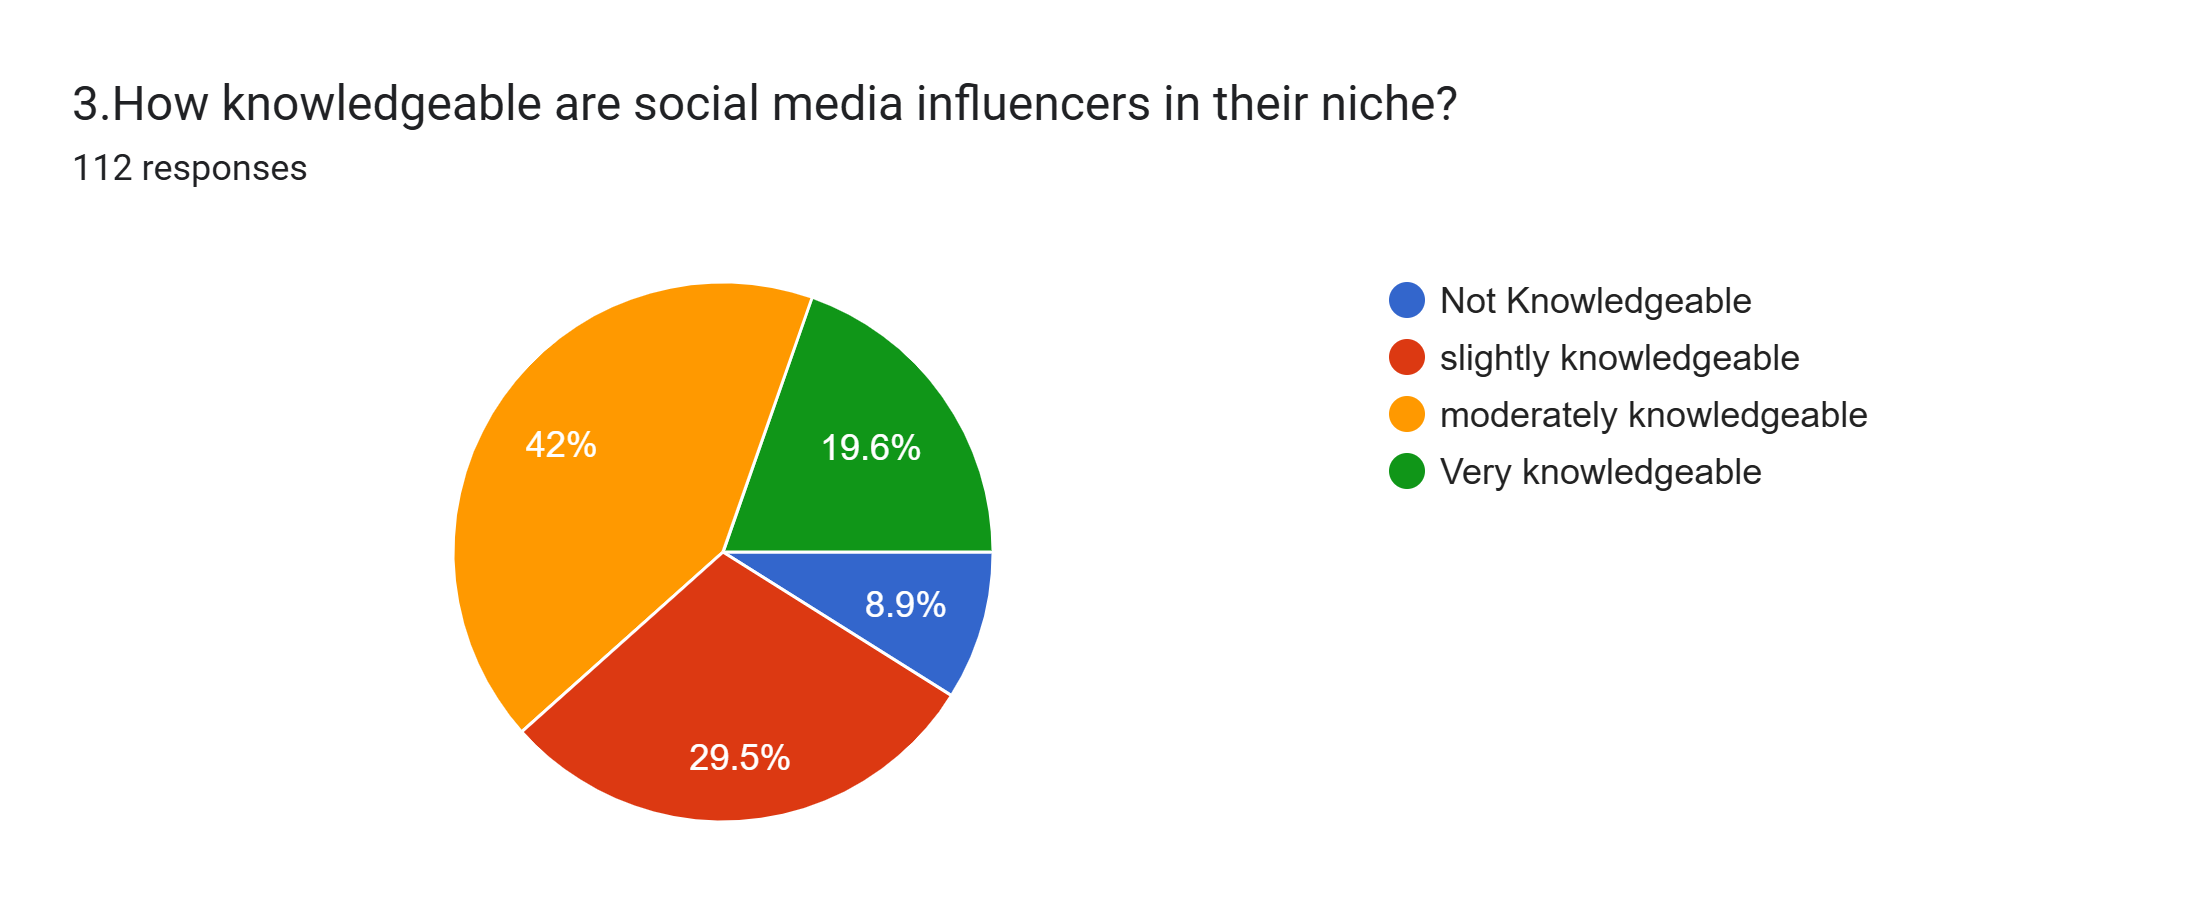 3.How knowledgeable are social media influencers in their niche?
112 responses
42%
19.6%
8.9%
29.5%
Not Knowledgeable
slightly knowledgeable
moderately knowledgeable
Very knowledgeable